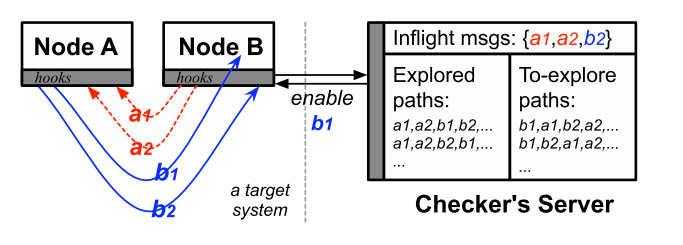 Node A
Node B
hooks
hooks
a1
a2
b1
b2
enable
b1
a target
system
Inflight msgs: {a1,a2,b2}
Explored
paths:
a1,a2,b1,b2,...
a1,a2,b2,b1,...
...
To-explore
paths:
b1,a1,b2,a2,...
b1,b2,a1,a2,...
...
Checker's Server